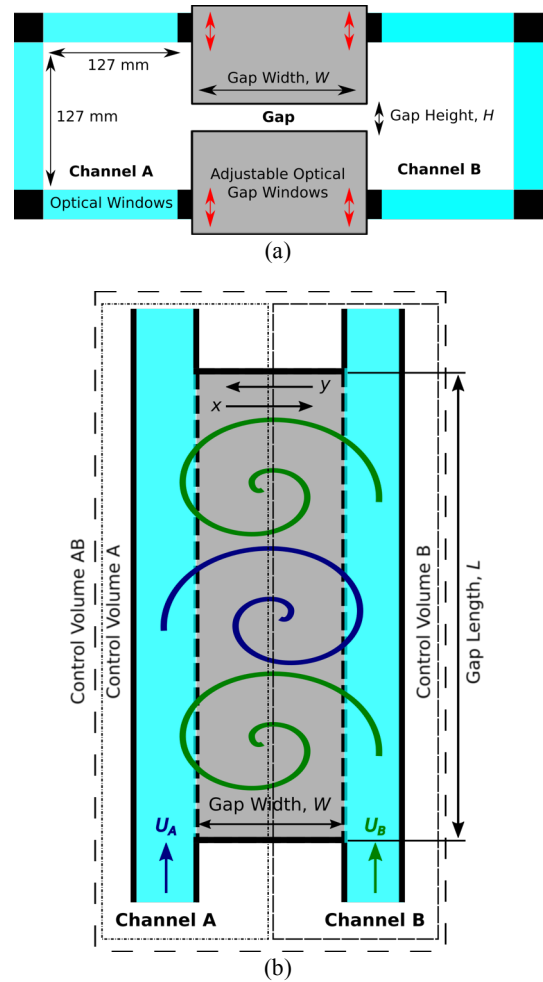 127 mm
Gap Width, W
127 mm
Gap
Gap Height, H
Channel A
Adjustable Optical
Gap Windows
Channel B
Optical Windows
(a)
y
x
Control Volume AB
Control Volume A
Control Volume B
Gap Length, L
Gap Width, W
U_A
U_B
Channel A
Channel B
(b)